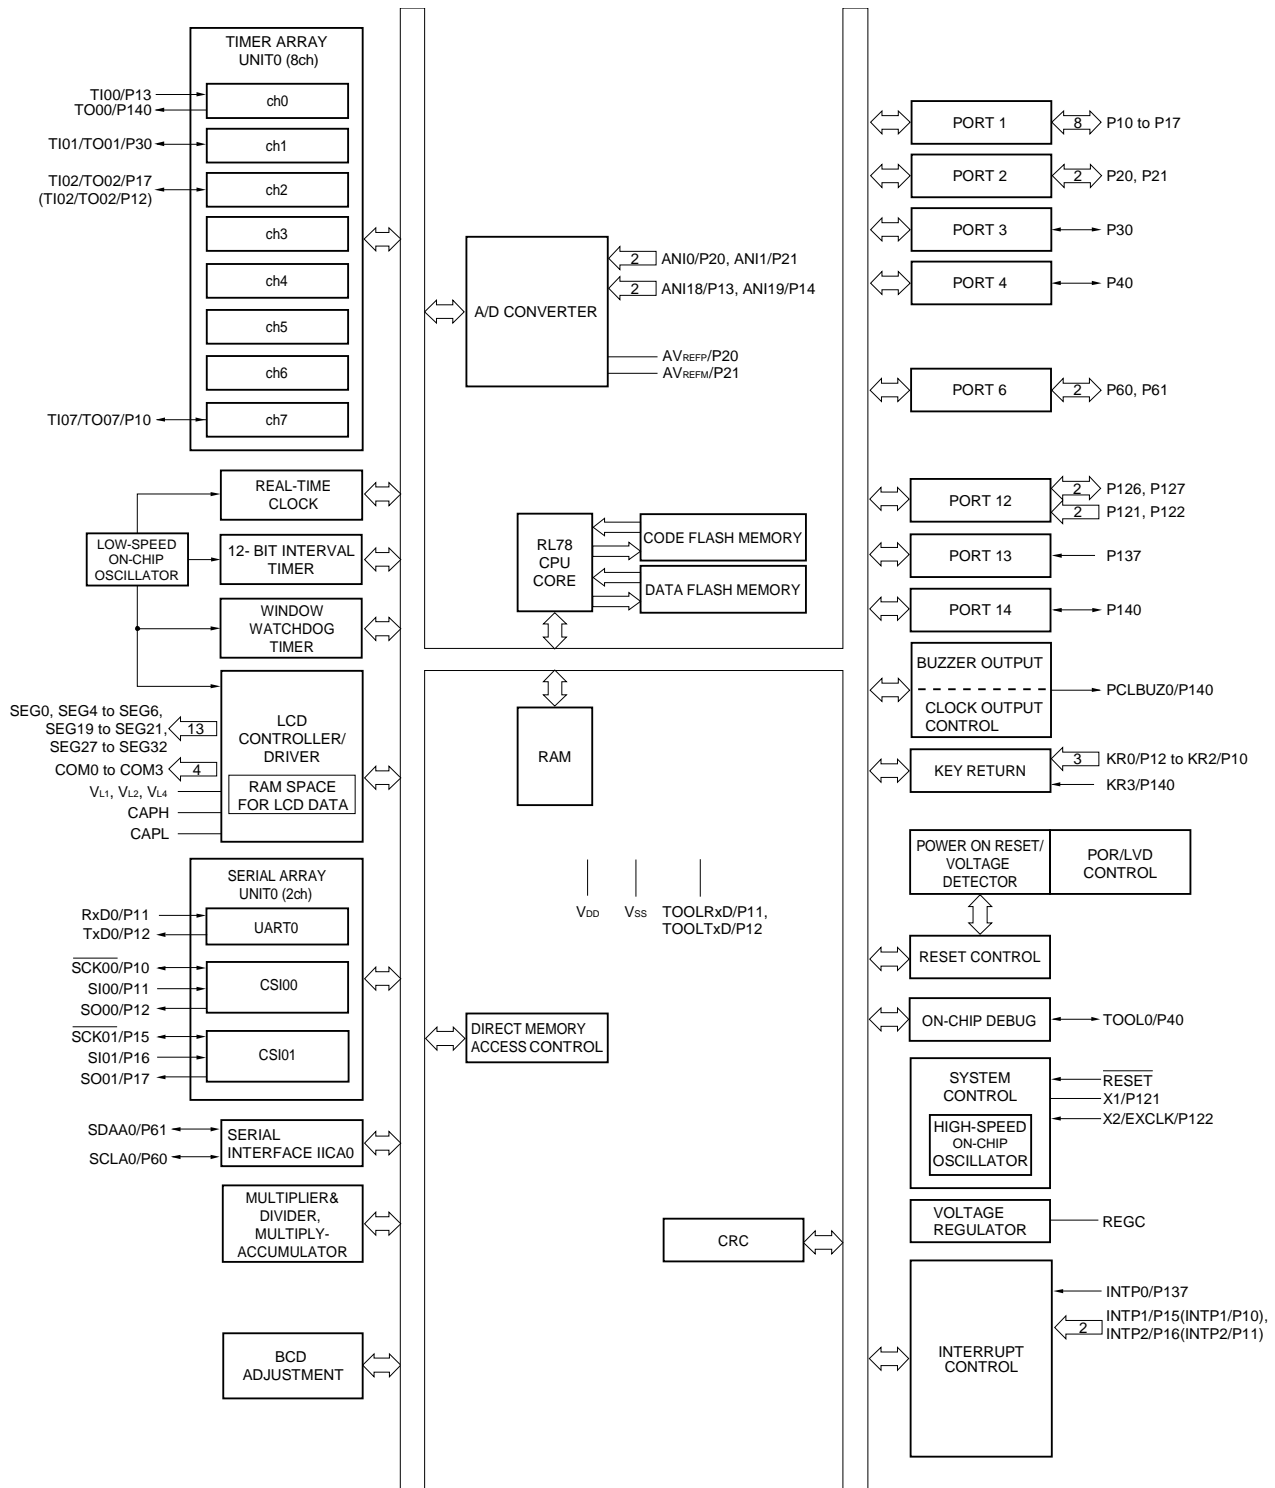 TIMER ARRAY
UNIT0 (8ch)
TI00/P13
TO00/P140
ch0
TI01/TO01/P30
ch1
TI02/TO02/P17
(TI02/TO02/P12)
ch2
ch3
ch4
ch5
ch6
TI07/TO07/P10
ch7
REAL-TIME
CLOCK
LOW-SPEED
ON-CHIP
OSCILLATOR
12- BIT INTERVAL
TIMER
WINDOW
WATCHDOG
TIMER
SEG0, SEG4 to SEG6,
SEG19 to SEG21,
SEG27 to SEG32
13
COM0 to COM3
4
VL1, VL2, VL4
CAPH
CAPL
LCD
CONTROLLER/
DRIVER
RAM SPACE
FOR LCD DATA
SERIAL ARRAY
UNIT0 (2ch)
RxD0/P11
TxD0/P12
UART0
SCK00/P10
SI00/P11
SO00/P12
CSI00
SCK01/P15
SI01/P16
SO01/P17
CSI01
SDAA0/P61
SCLA0/P60
SERIAL
INTERFACE IICA0
MULTIPLIER&
DIVIDER,
MULTIPLY-
ACCUMULATOR
BCD
ADJUSTMENT
A/D CONVERTER
2
ANI0/P20, ANI1/P21
2
ANI18/P13, ANI19/P14
AVREFP/P20
AVREFM/P21
RL78
CPU
CORE
CODE FLASH MEMORY
DATA FLASH MEMORY
RAM
VDD
VSS
TOOLRxD/P11,
TOOLTxD/P12
DIRECT MEMORY
ACCESS CONTROL
CRC
PORT 1
8
P10 to P17
PORT 2
2
P20, P21
PORT 3
P30
PORT 4
P40
PORT 6
2
P60, P61
PORT 12
2
P126, P127
2
P121, P122
PORT 13
P137
PORT 14
P140
BUZZER OUTPUT
CLOCK OUTPUT
CONTROL
PCLBUZ0/P140
KEY RETURN
3
KR0/P12 to KR2/P10
KR3/P140
POWER ON RESET/
VOLTAGE
DETECTOR
POR/LVD
CONTROL
RESET CONTROL
ON-CHIP DEBUG
TOOL0/P40
SYSTEM
CONTROL
HIGH-SPEED
ON-CHIP
OSCILLATOR
RESET
X1/P121
X2/EXCLK/P122
VOLTAGE
REGULATOR
REGC
INTERRUPT
CONTROL
INTP0/P137
2
INTP1/P15(INTP1/P10),
INTP2/P16(INTP2/P11)